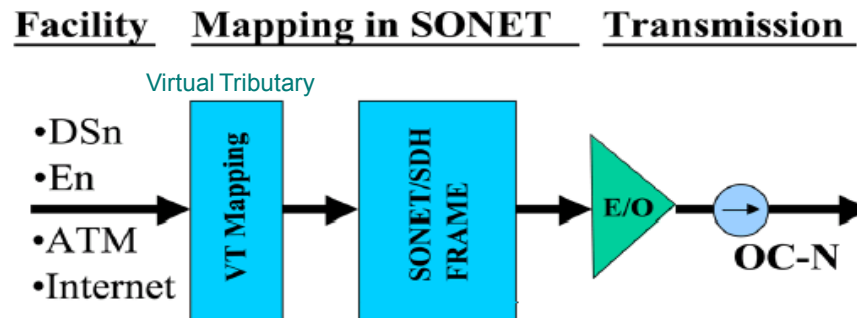 Facility Mapping in SONET Transmission
Virtual Tributary
•DSn
•En
•ATM
•Internet
VT Mapping
SONET/SDH
FRAME
E/O
OC-N